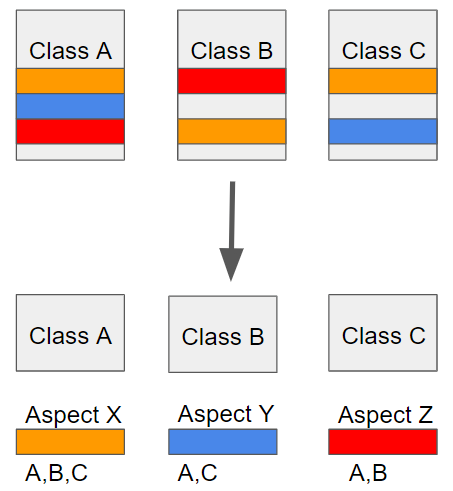 Class A
Class B
Class C
Class A
Class B
Class C
Aspect X
Aspect Y
Aspect Z
A,B,C
A,C
A,B